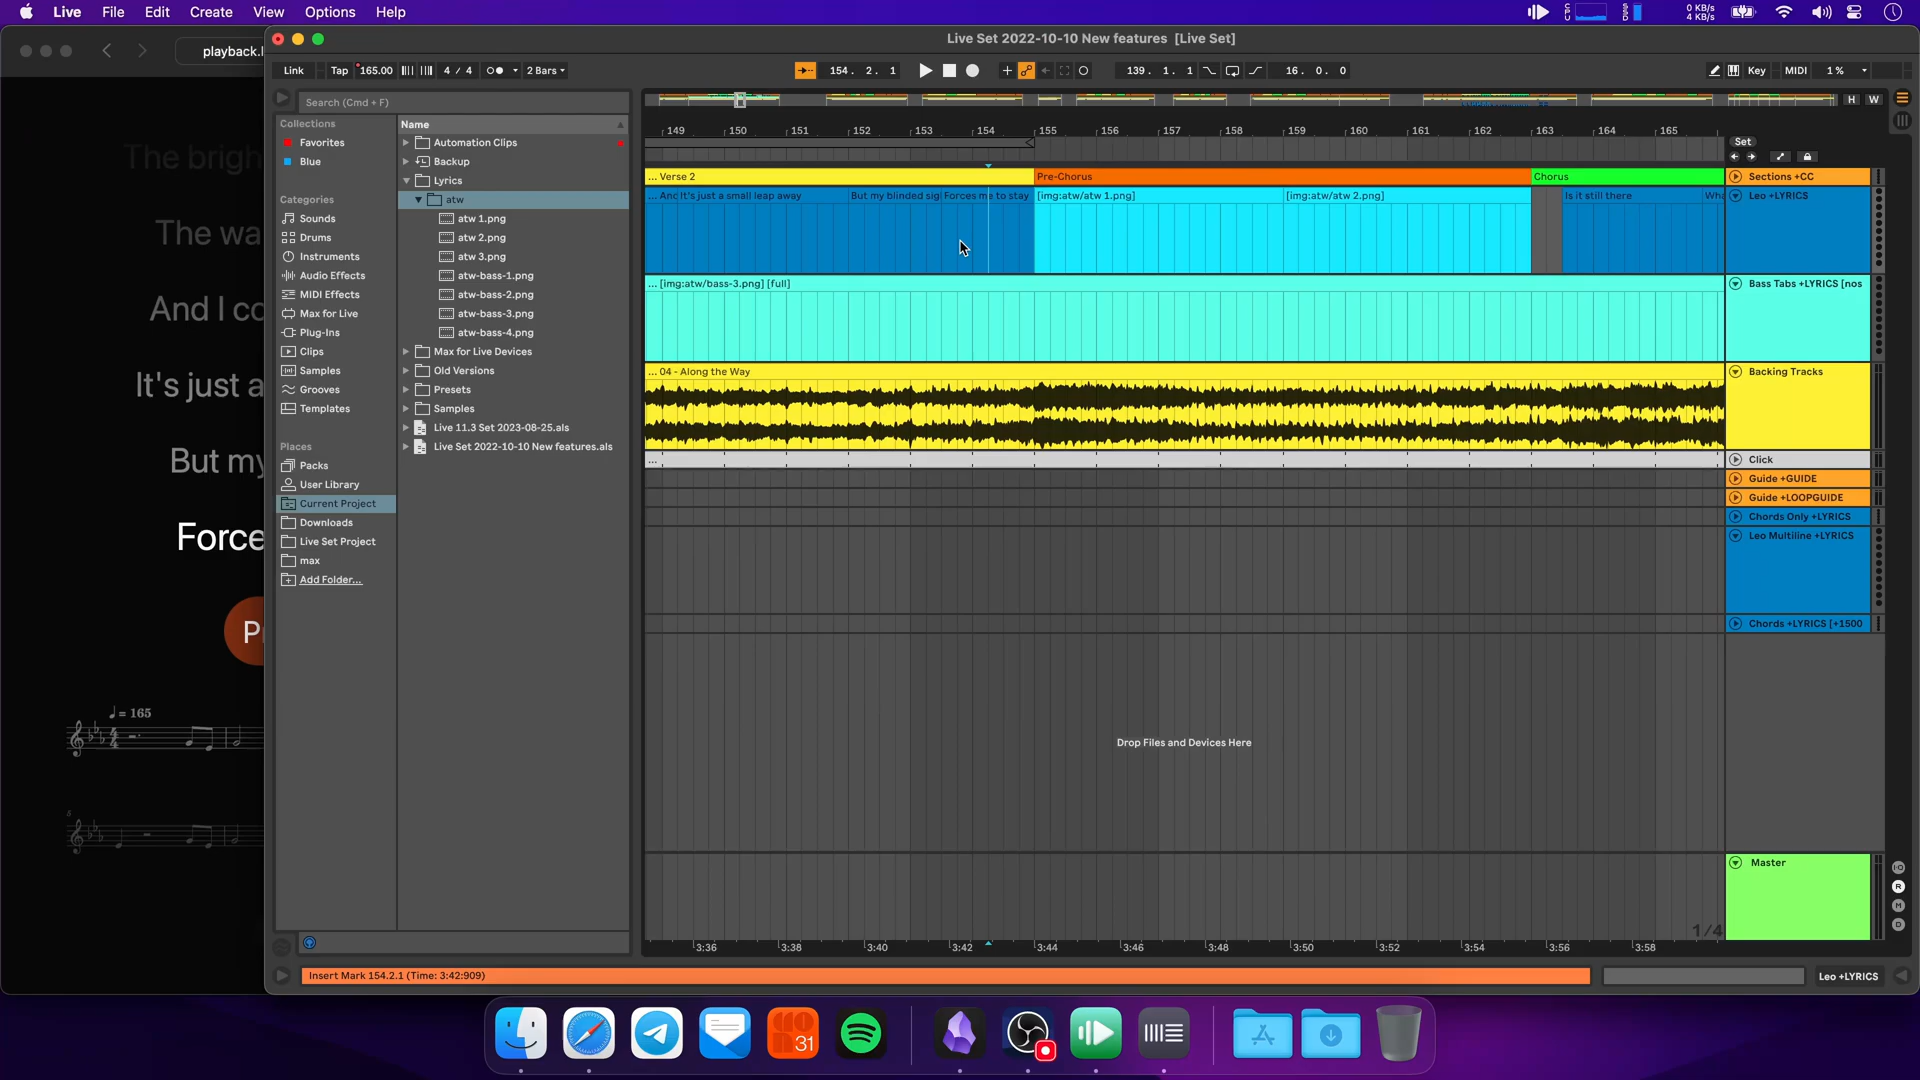 Live File Edit Create View Options Help
0 KB/s
4 KB/s
playback.l
Live Set 2022-10-10 New features [Live Set]
Link Tap 165.00 4 / 4 2 Bars 154. 2. 1 139. 1. 1 16. 0. 0 Key MIDI 1 %
Search (Cmd + F)
H W
Collections
Favorites
Blue
Categories
Sounds
Drums
Instruments
Audio Effects
MIDI Effects
Max for Live
Plug-Ins
Clips
Samples
Grooves
Templates
Places
Packs
User Library
Current Project
Downloads
Live Set Project
max
Add Folder...
Name
Automation Clips
Backup
Lyrics
atw
atw 1.png
atw 2.png
atw 3.png
atw-bass-1.png
atw-bass-2.png
atw-bass-3.png
atw-bass-4.png
Max for Live Devices
Old Versions
Presets
Samples
Live 11.3 Set 2023-08-25.als
Live Set 2022-10-10 New features.als
149 150 151 152 153 154 155 156 157 158 159 160 161 162 163 164 165
Set
... Verse 2 Pre-Chorus Chorus Sections +CC
... And it's just a small leap away But my blinded sig Forces me to stay [img:atw/atw 1.png] [img:atw/atw 2.png] Is it still there Wha Leo +LYRICS
... [img:atw/bass-3.png] [full] Bass Tabs +LYRICS [nos
... 04 - Along the Way Backing Tracks
... Click
Guide +GUIDE
Guide +LOOPGUIDE
Chords Only +LYRICS
Leo Multiline +LYRICS
Chords +LYRICS [+1500
Drop Files and Devices Here
Master
1/4
3:36 3:38 3:40 3:42 3:44 3:46 3:48 3:50 3:52 3:54 3:56 3:58
Insert Mark 154.2.1 (Time: 3:42:909)
Leo +LYRICS
The brigh
The wa
And I co
It's just a
But my
Force
P
= 165
31